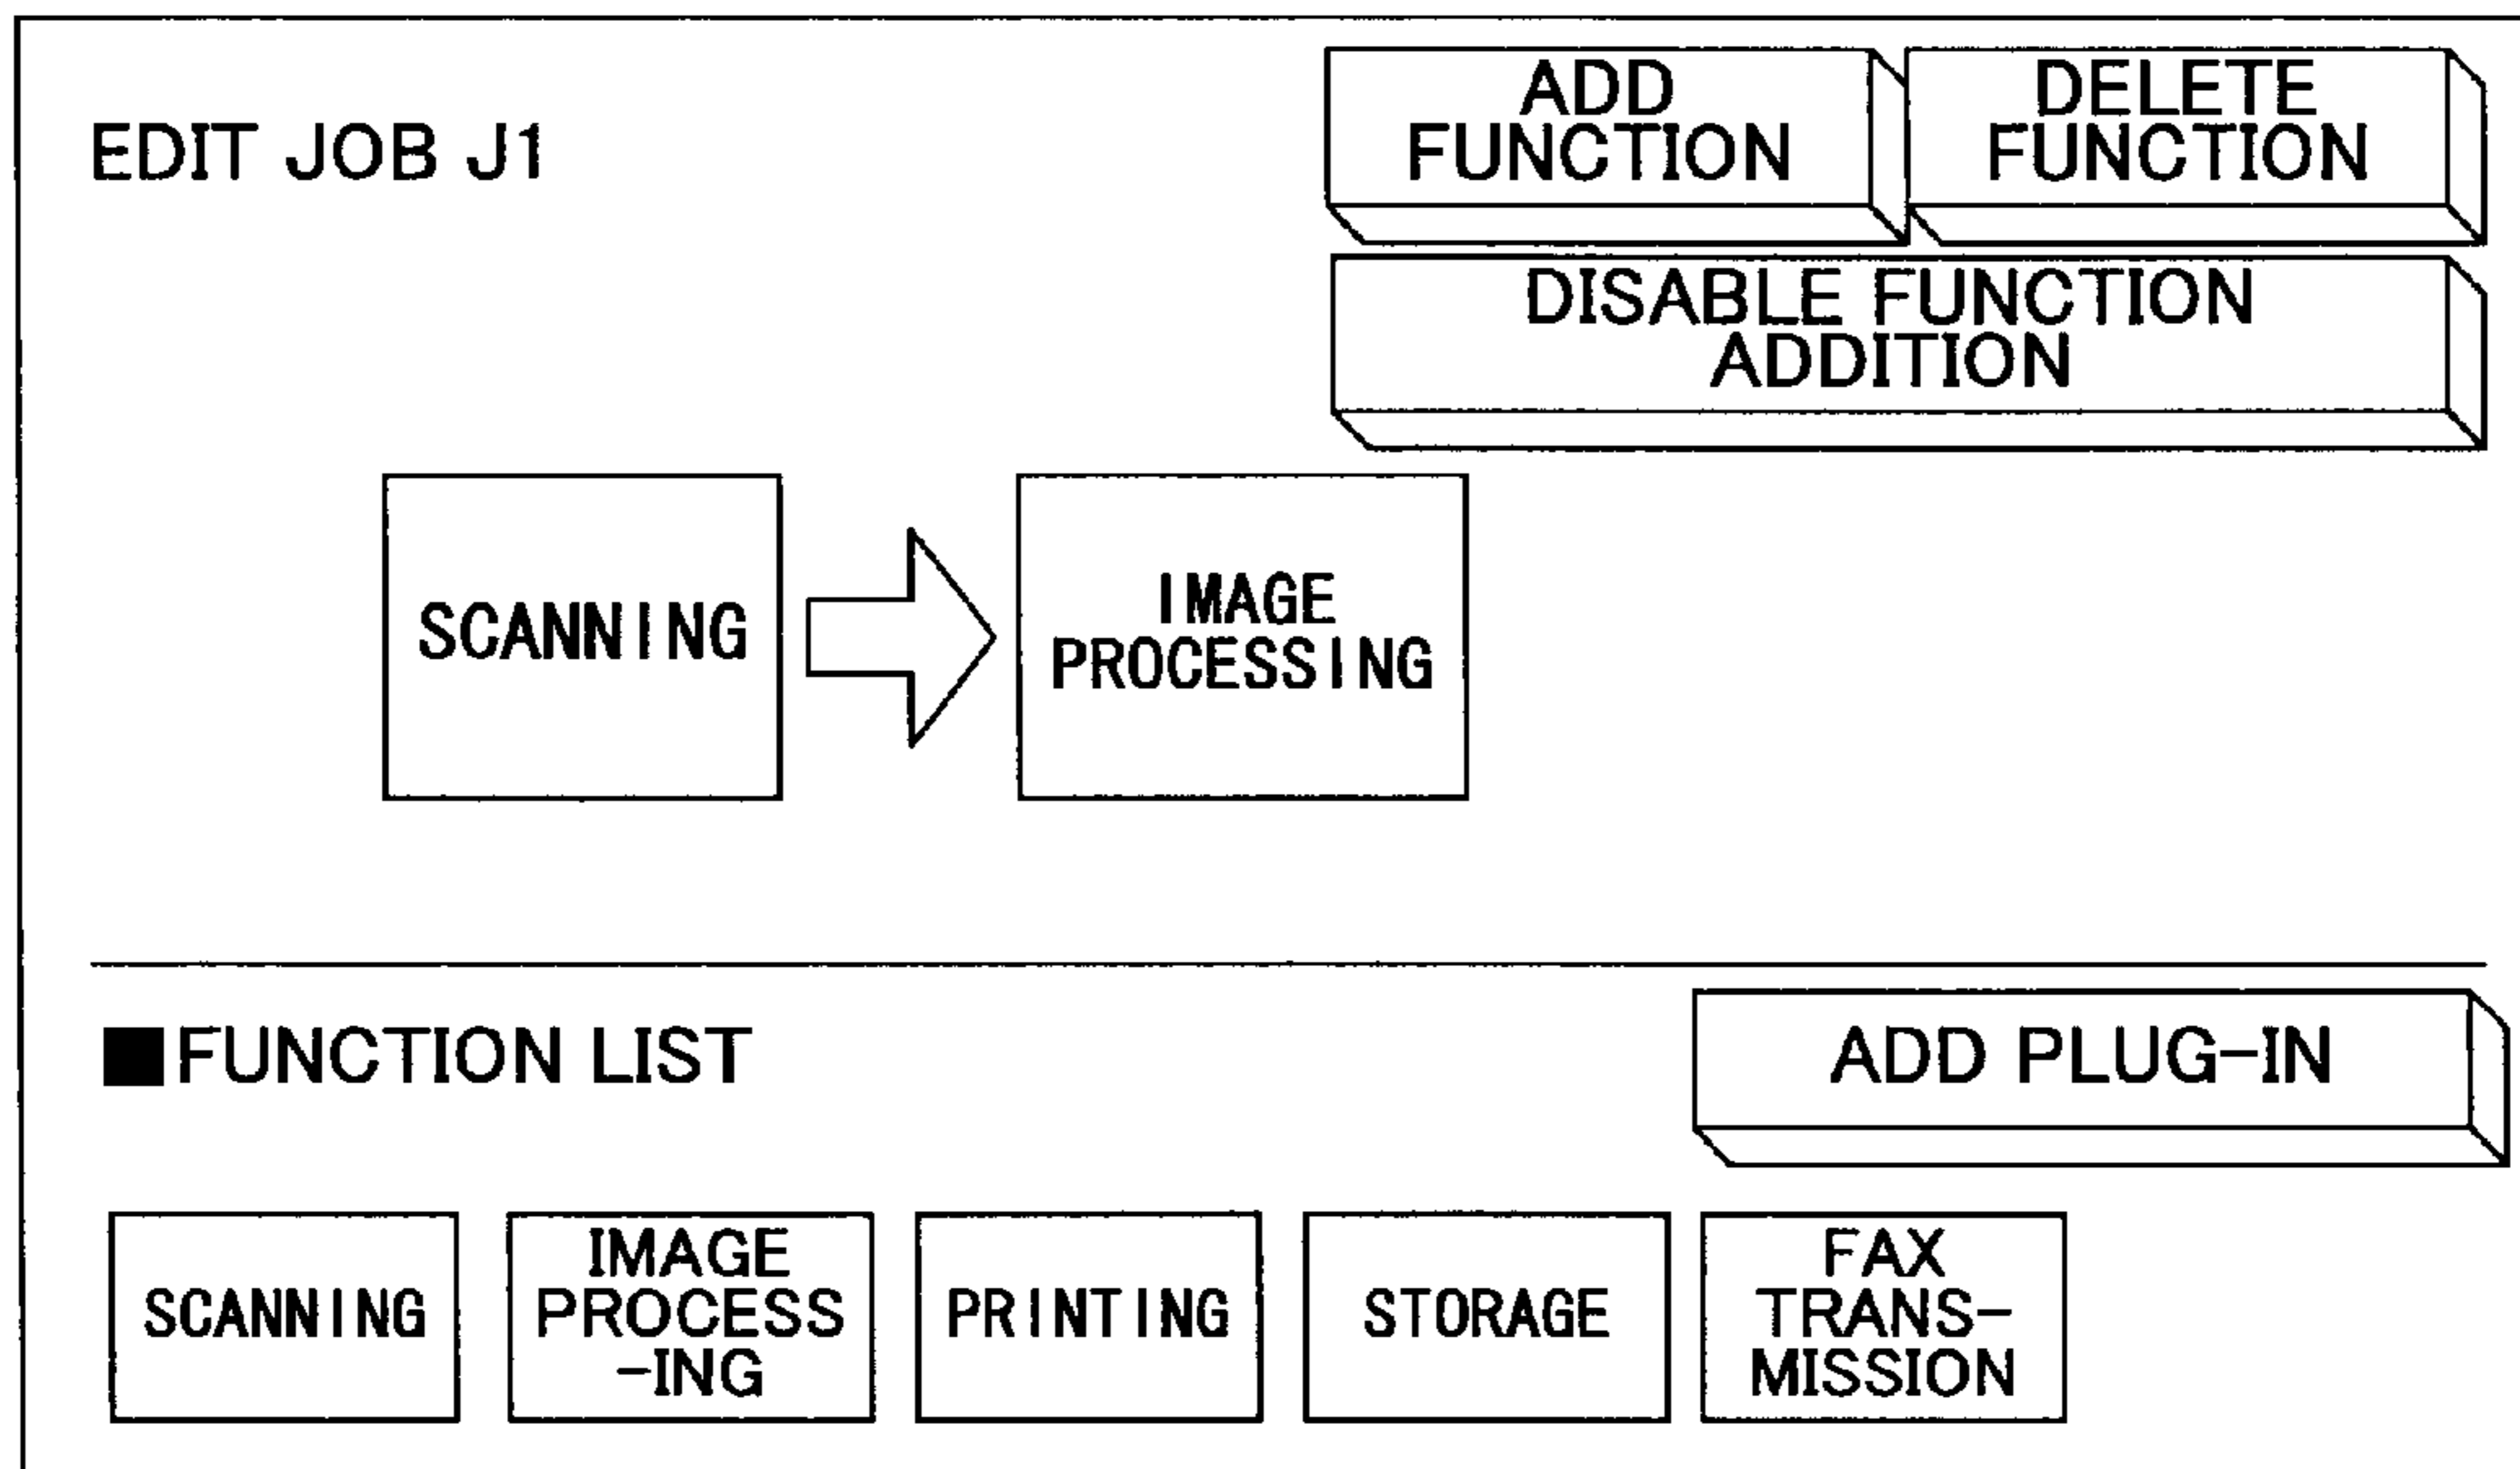 EDIT JOB J1
ADD
FUNCTION
DELETE
FUNCTION
DISABLE FUNCTION
ADDITION
SCANNING
IMAGE
PROCESSING
FUNCTION LIST
ADD PLUG-IN
SCANNING
IMAGE
PROCESS
-ING
PRINTING
STORAGE
FAX
TRANS-
MISSION